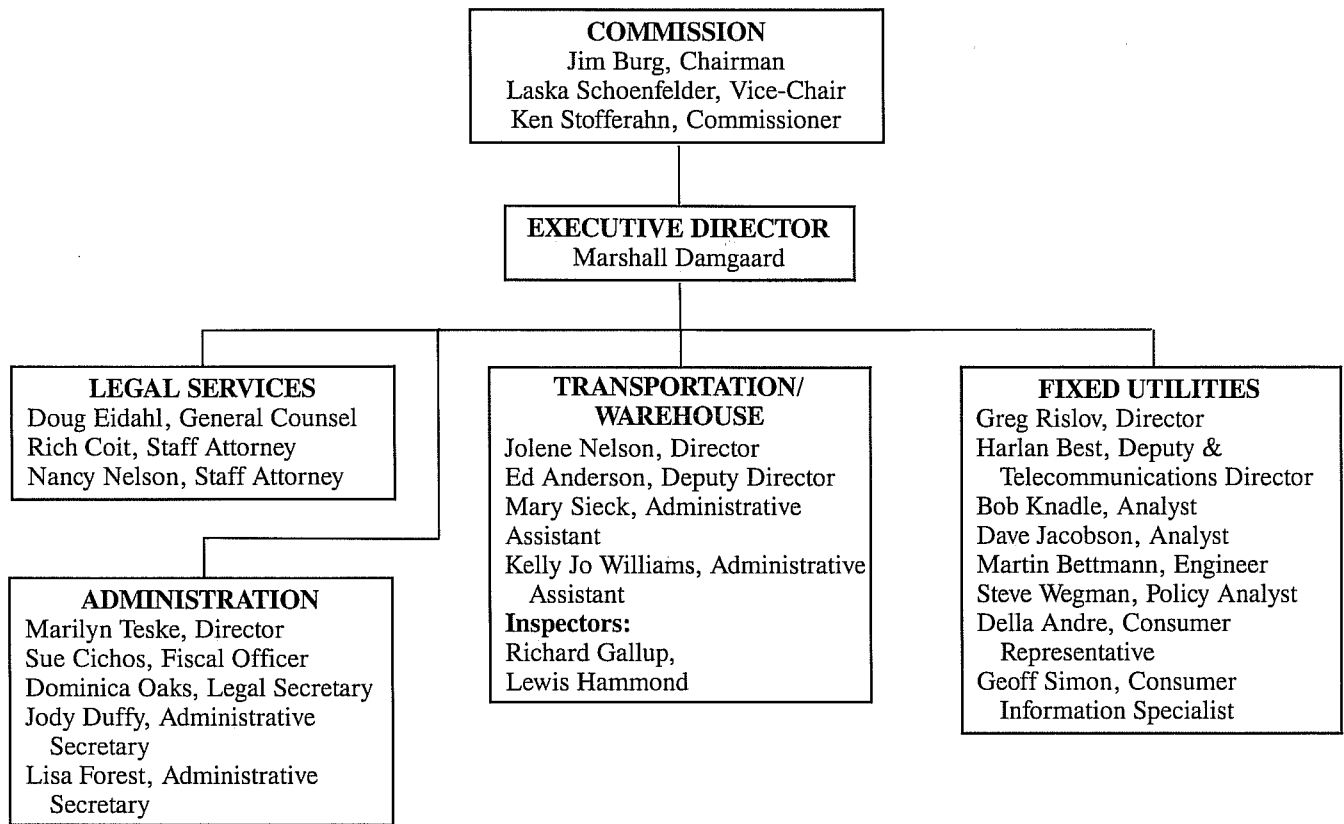 COMMISSION
Jim Burg, Chairman
Laska Schoenfelder, Vice-Chair
Ken Stofferahn, Commissioner
EXECUTIVE DIRECTOR
Marshall Damgaard
LEGAL SERVICES
Doug Eidahl, General Counsel
Rich Coit, Staff Attorney
Nancy Nelson, Staff Attorney
ADMINISTRATION
Marilyn Teske, Director
Sue Cichos, Fiscal Officer
Dominica Oaks, Legal Secretary
Jody Duffy, Administrative
Secretary
Lisa Forest, Administrative
Secretary
TRANSPORTATION/
WAREHOUSE
Jolene Nelson, Director
Ed Anderson, Deputy Director
Mary Sieck, Administrative
Assistant
Kelly Jo Williams, Administrative
Assistant
Inspectors:
Richard Gallup,
Lewis Hammond
FIXED UTILITIES
Greg Rislov, Director
Harlan Best, Deputy &
Telecommunications Director
Bob Knadle, Analyst
Dave Jacobson, Analyst
Martin Bettmann, Engineer
Steve Wegman, Policy Analyst
Della Andre, Consumer
Representative
Geoff Simon, Consumer
Information Specialist